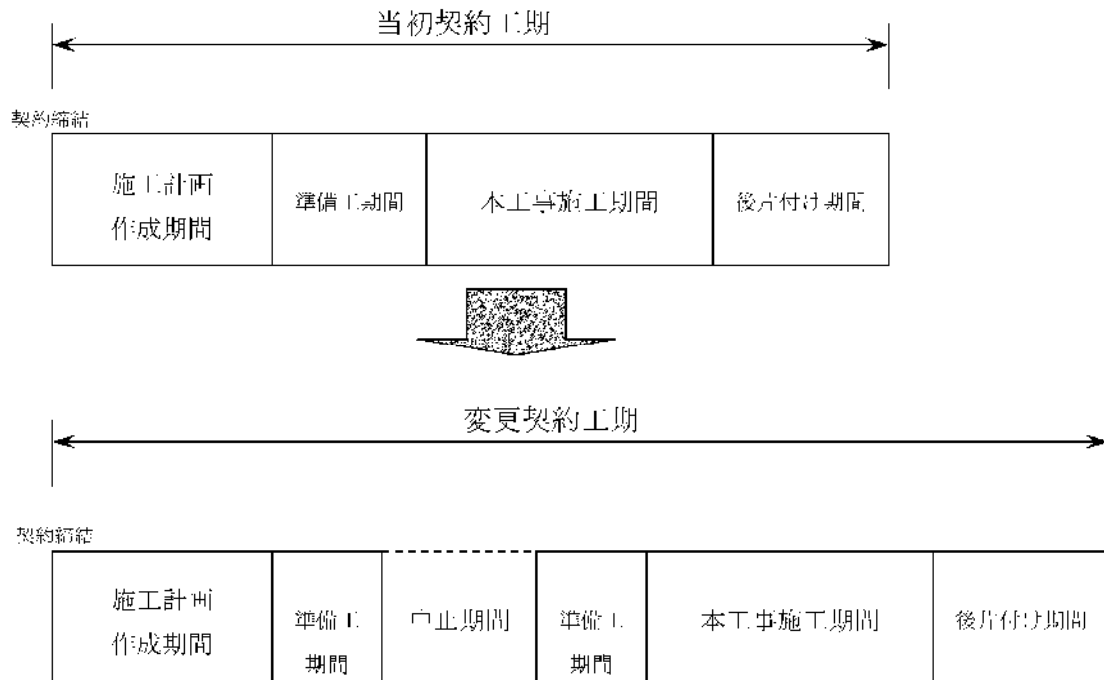 当初契約工期
契約締結
施工計画
作成期間
準備工期間
本工事施工期間
後片付け期間
変更契約工期
契約締結
施工計画
作成期間
準備工
期間
中止期間
準備工
期間
本工事施工期間
後片付け期間